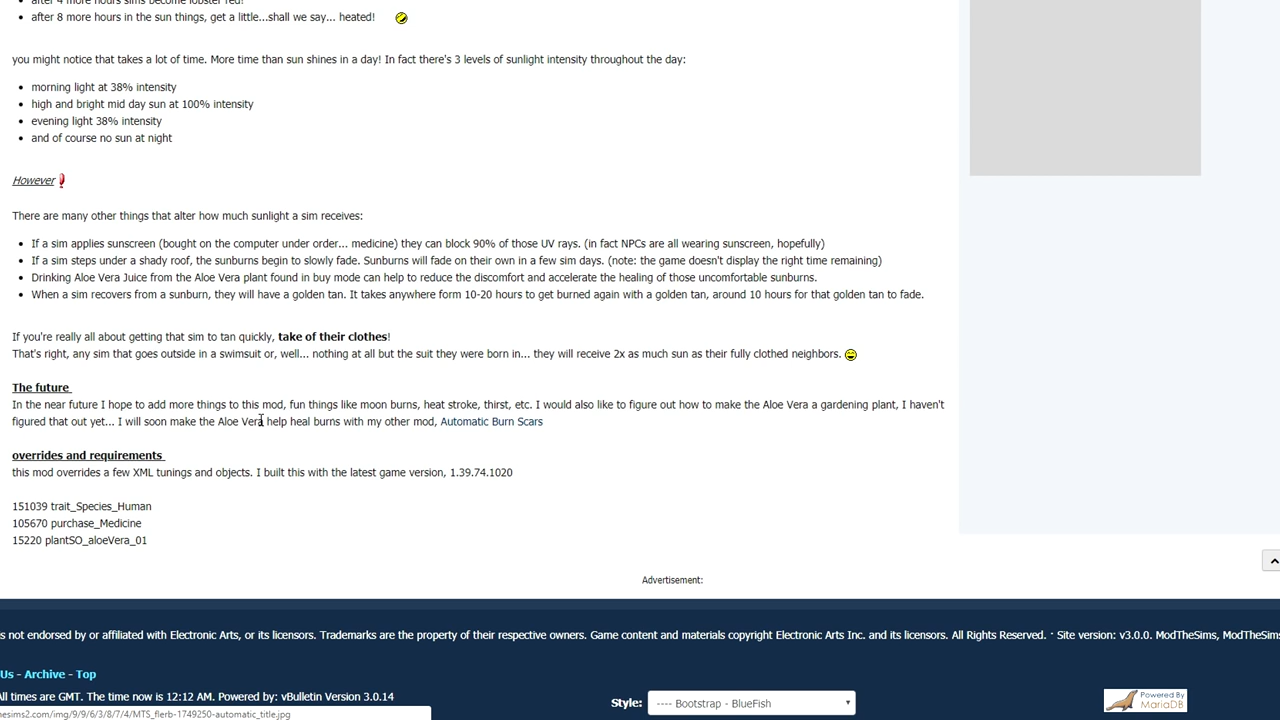 after 4 more hours sims become lobster red!
after 8 more hours in the sun things, get a little...shall we say... heated!
you might notice that takes a lot of time. More time than sun shines in a day! In fact there's 3 levels of sunlight intensity throughout the day:
morning light at 38% intensity
high and bright mid day sun at 100% intensity
evening light 38% intensity
and of course no sun at night
However
There are many other things that alter how much sunlight a sim receives:
If a sim applies sunscreen (bought on the computer under order... medicine) they can block 90% of those UV rays. (in fact NPCs are all wearing sunscreen, hopefully)
If a sim steps under a shady roof, the sunburns begin to slowly fade. Sunburns will fade on their own in a few sim days. (note: the game doesn't display the right time remaining)
Drinking Aloe Vera Juice from the Aloe Vera plant found in buy mode can help to reduce the discomfort and accelerate the healing of those uncomfortable sunburns.
When a sim recovers from a sunburn, they will have a golden tan. It takes anywhere form 10-20 hours to get burned again with a golden tan, around 10 hours for that golden tan to fade.
If you're really all about getting that sim to tan quickly, take of their clothes!
That's right, any sim that goes outside in a swimsuit or, well... nothing at all but the suit they were born in... they will receive 2x as much sun as their fully clothed neighbors.
The future
In the near future I hope to add more things to this mod, fun things like moon burns, heat stroke, thirst, etc. I would also like to figure out how to make the Aloe Vera a gardening plant, I haven't
figured that out yet... I will soon make the Aloe Vera help heal burns with my other mod, Automatic Burn Scars
overrides and requirements
this mod overrides a few XML tunings and objects. I built this with the latest game version, 1.39.74.1020
151039 trait_Species_Human
105670 purchase_Medicine
15220 plantSO_aloeVera_01
Advertisement:
s not endorsed by or affiliated with Electronic Arts, or its licensors. Trademarks are the property of their respective owners. Game content and materials copyright Electronic Arts Inc. and its licensors. All Rights Reserved. · Site version: v3.0.0. ModTheSims, ModTheSims
Us - Archive - Top
All times are GMT. The time now is 12:12 AM. Powered by: vBulletin Version 3.0.14
Style: ---- Bootstrap - BlueFish
Powered By
MariaDB
hesims2.com/img/9/9/6/3/8/7/4/MTS_flerb-1749250-automatic_title.jpg